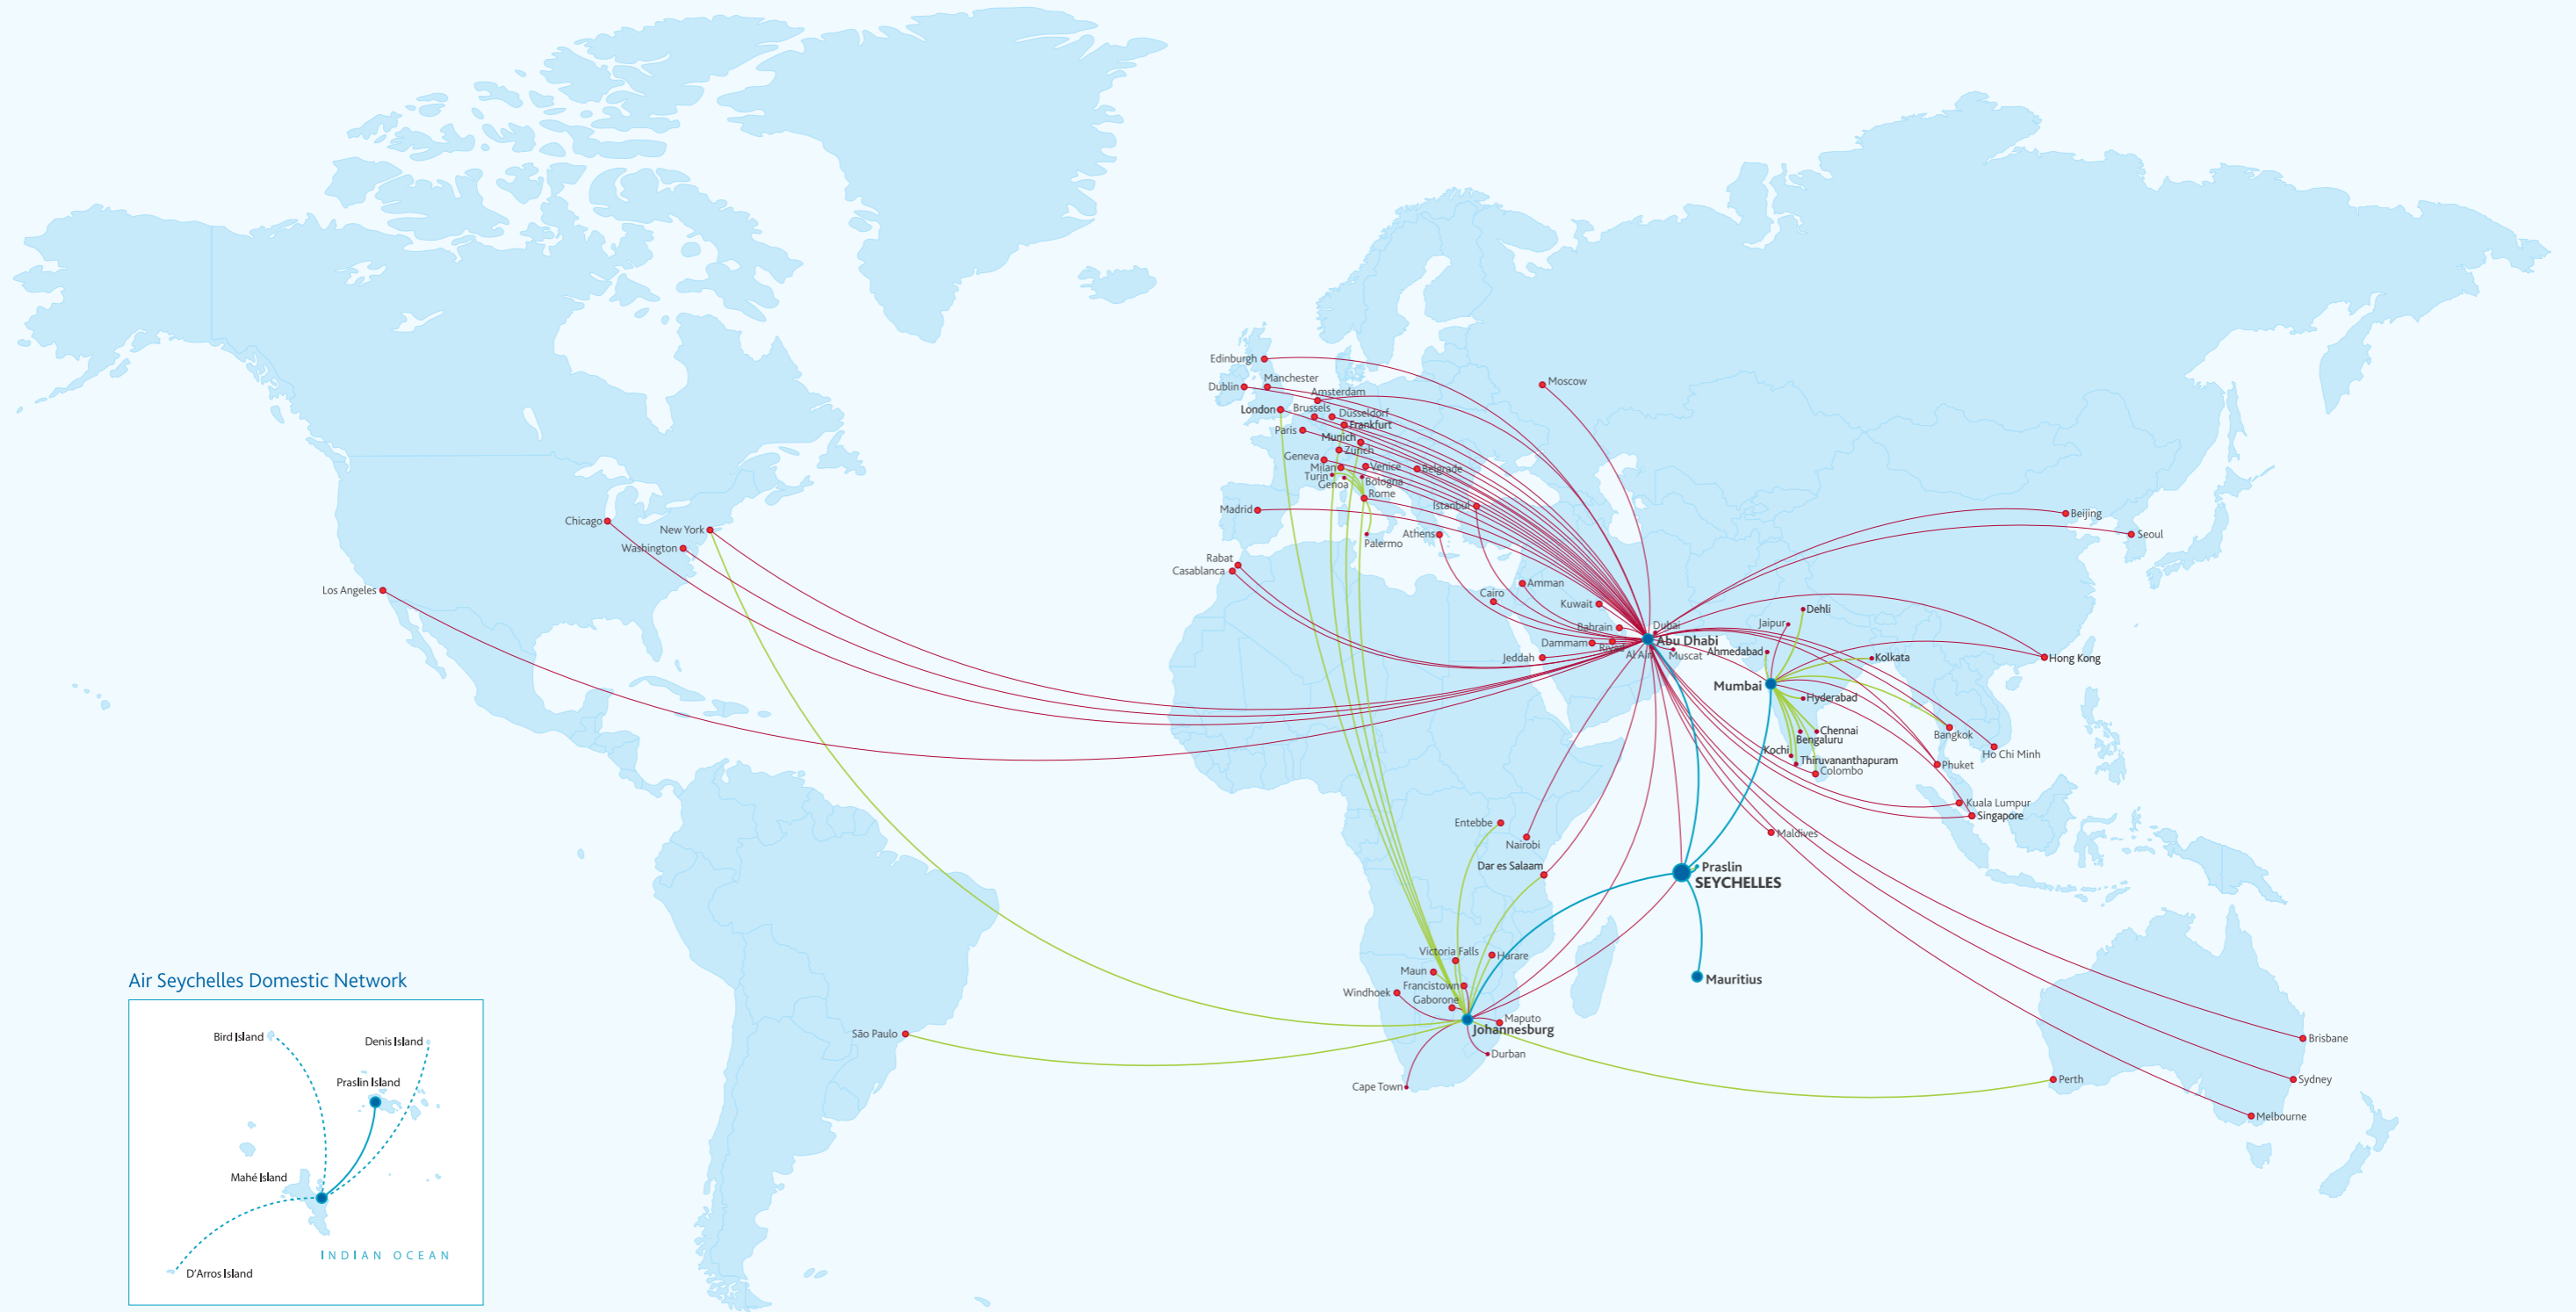 Edinburgh
Dublin
Manchester
Amsterdam
London
Brussels
Düsseldorf
Frankfurt
Paris
Munich
Zurich
Geneva
Milan
Venice
Belgrade
Turin
Genoa
Bologna
Rome
Madrid
Istanbul
Athens
Palermo
Moscow
Rabat
Casablanca
Chicago
New York
Washington
Los Angeles
Amman
Cairo
Kuwait
Bahrain
Dubai
Dammam
Riyad
Abu Dhabi
Al Ain
Muscat
Jeddah
Dehli
Jaipur
Ahmedabad
Kolkata
Mumbai
Hyderabad
Chennai
Bengaluru
Kochi
Thiruvananthapuram
Colombo
Beijing
Seoul
Hong Kong
Bangkok
Ho Chi Minh
Phuket
Kuala Lumpur
Singapore
Maldives
Entebbe
Nairobi
Dar es Salaam
Praslin
SEYCHELLES
Mauritius
Victoria Falls
Harare
Maun
Francistown
Windhoek
Gaborone
Maputo
Johannesburg
Durban
Cape Town
São Paulo
Perth
Brisbane
Sydney
Melbourne
Air Seychelles Domestic Network
Bird Island
Denis Island
Praslin Island
Mahé Island
INDIAN OCEAN
D'Arros Island